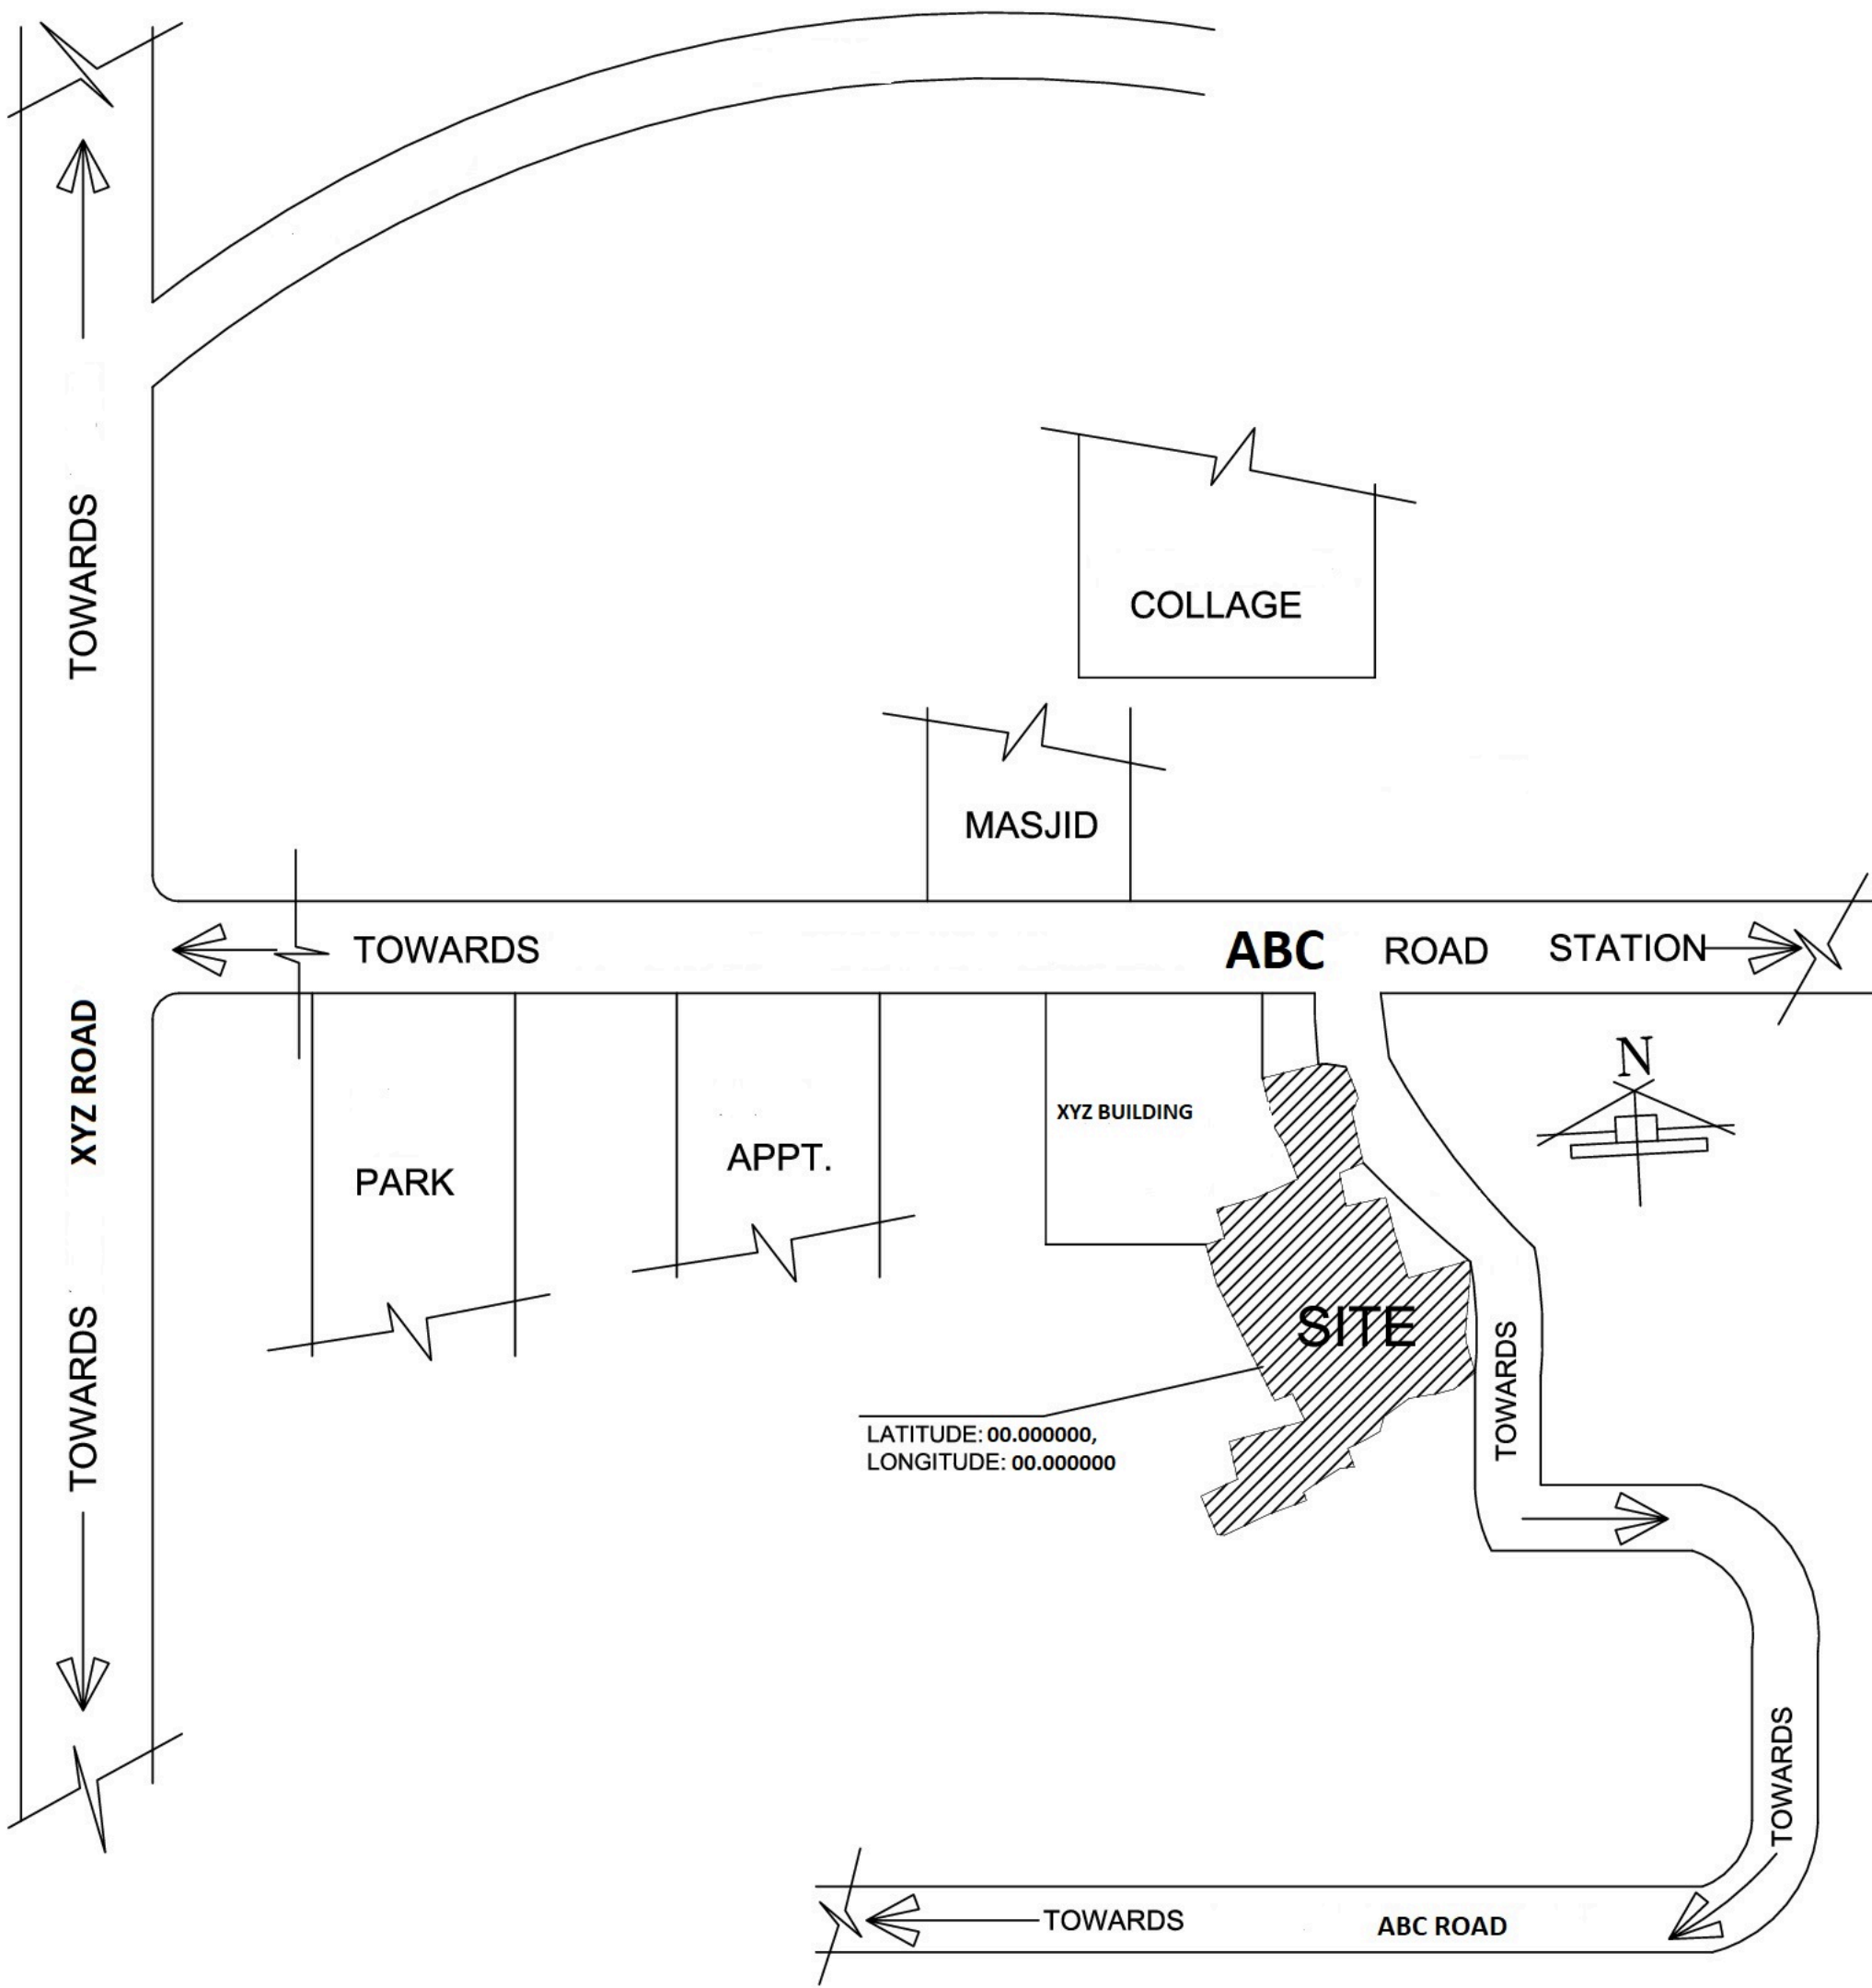 TOWARDS
COLLAGE
MASJID
TOWARDS ABC ROAD STATION
XYZ ROAD
N
XYZ BUILDING
APPT.
PARK
SITE
TOWARDS
TOWARDS
LATITUDE: 00.000000,
LONGITUDE: 00.000000
TOWARDS
TOWARDS ABC ROAD